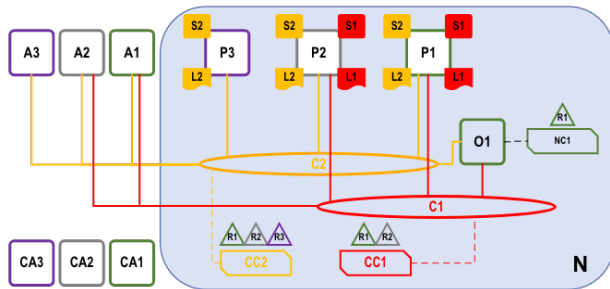 S2 S2 S1 S2 S1
A3 A2 A1 P3 P2 P1
L2 L2 L1 L2 L1
R1
O1 NC1
C2
C1
R1 R2 R3 R1 R2
CA3 CA2 CA1 CC2 CC1 N